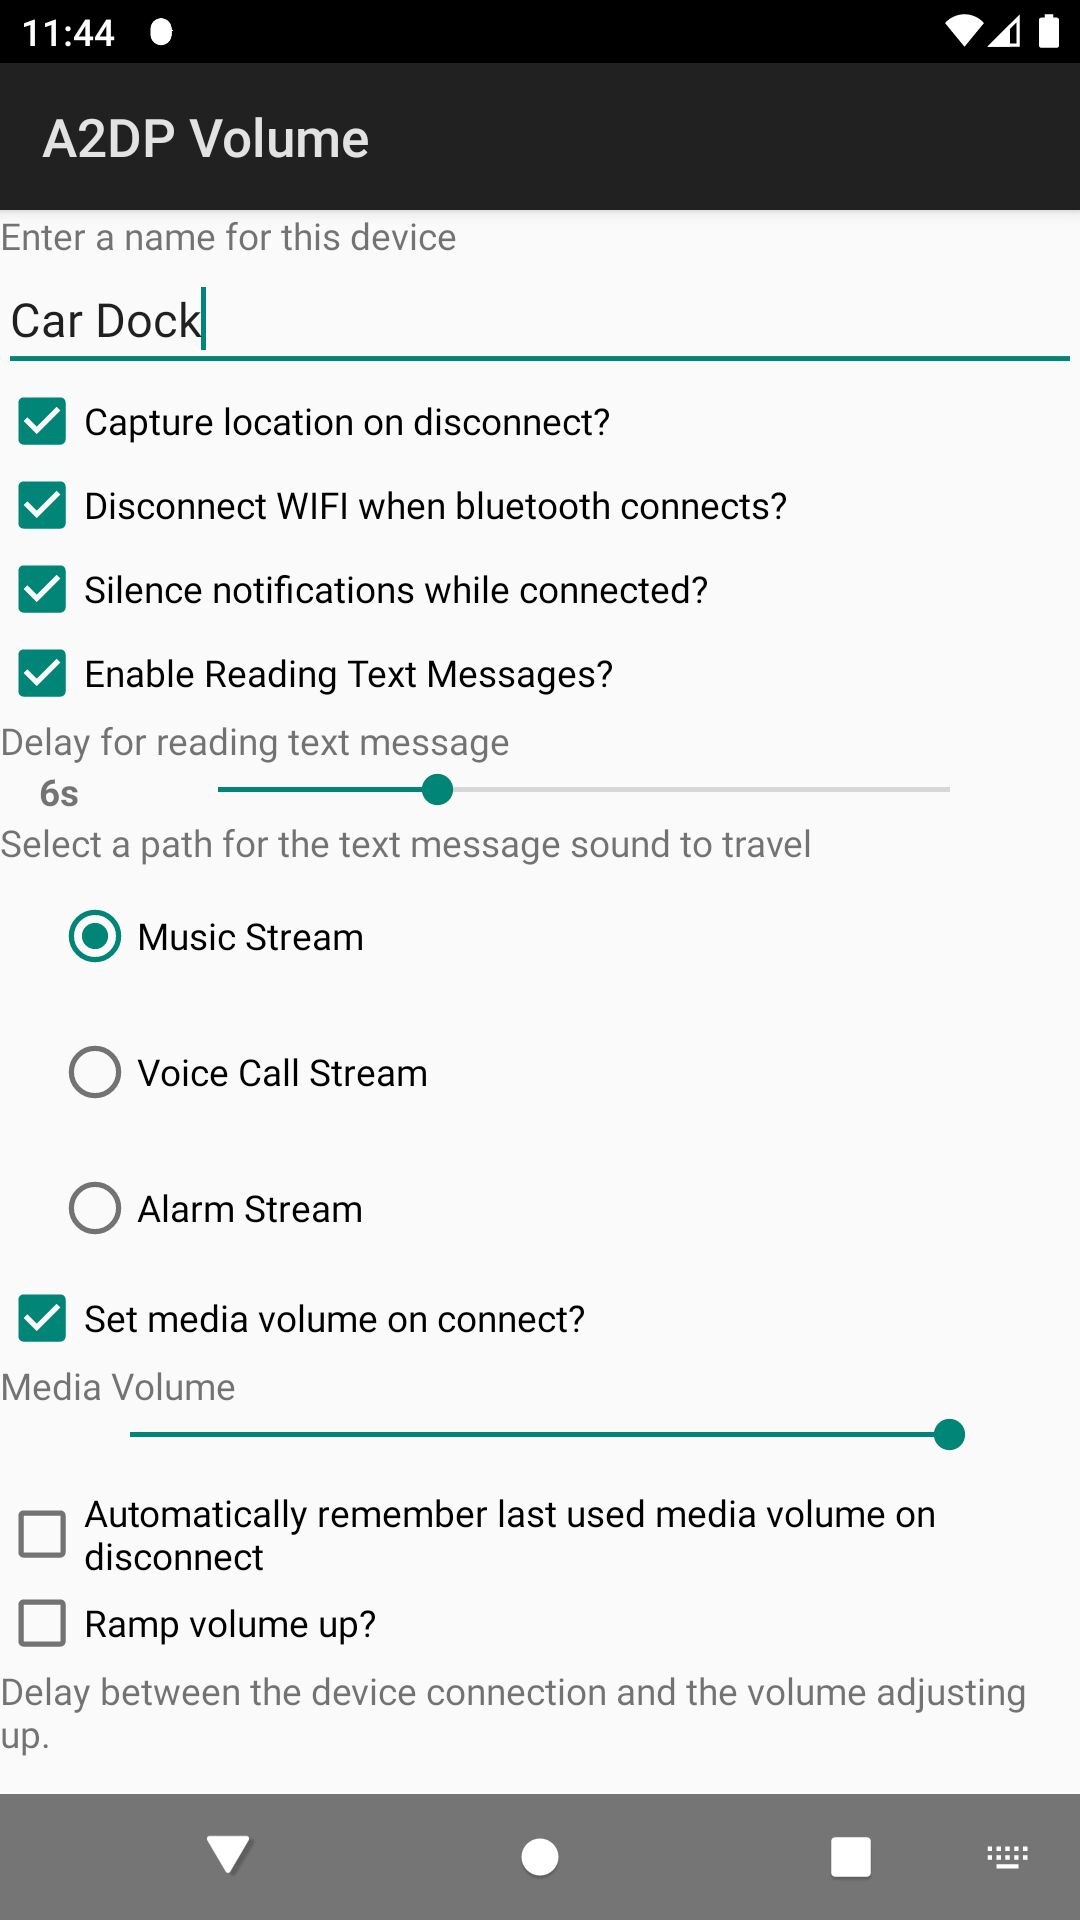 11:44
A2DP Volume
Enter a name for this device
Car Dock
Capture location on disconnect?
Disconnect WIFI when bluetooth connects?
Silence notifications while connected?
Enable Reading Text Messages?
Delay for reading text message
6s
Select a path for the text message sound to travel
Music Stream
Voice Call Stream
Alarm Stream
Set media volume on connect?
Media Volume
Automatically remember last used media volume on
disconnect
Ramp volume up?
Delay between the device connection and the volume adjusting
up.